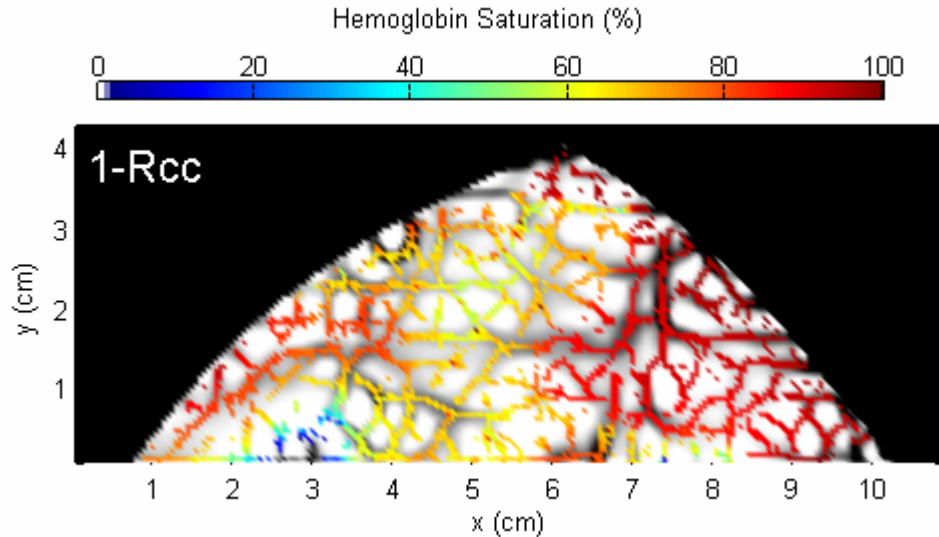 Hemoglobin Saturation (%)
0 20 40 60 80 100
1-Rcc
4
3
2
1
y (cm)
1 2 3 4 5 6 7 8 9 10
x (cm)